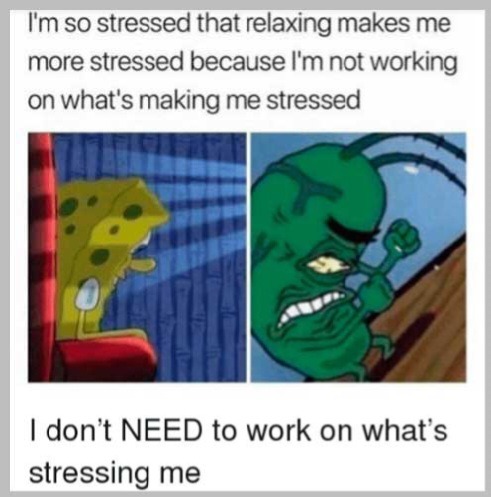 I'm so stressed that relaxing makes me
more stressed because I'm not working
on what's making me stressed
I don’t NEED to work on what’s
stressing me